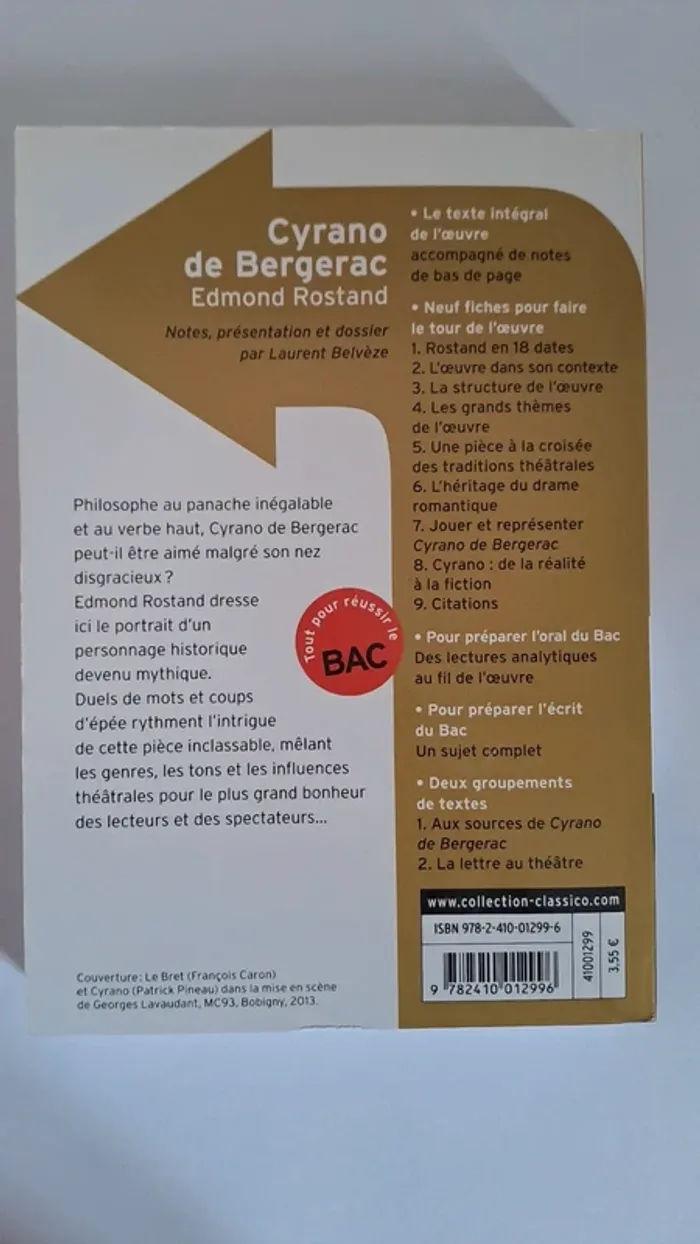 Cyrano
de Bergerac
Edmond Rostand
Notes, présentation et dossier
par Laurent Belvèze
Philosophe au panache inégalable
et au verbe haut, Cyrano de Bergerac
peut-il être aimé malgré son nez
disgracieux ?
Edmond Rostand dresse
ici le portrait d'un
personnage historique
devenu mythique.
Duels de mots et coups
d'épée rythment l'intrigue
de cette pièce inclassable, mêlant
les genres, les tons et les influences
théâtrales pour le plus grand bonheur
des lecteurs et des spectateurs...
Tout pour réussir le
BAC
Couverture : Le Bret (François Caron)
et Cyrano (Patrick Pineau) dans la mise en scène
de Georges Lavaudant, MC93, Bobigny, 2013.
• Le texte intégral
de l'œuvre
accompagné de notes
de bas de page
• Neuf fiches pour faire
le tour de l'œuvre
1. Rostand en 18 dates
2. L'œuvre dans son contexte
3. La structure de l'œuvre
4. Les grands thèmes
de l'œuvre
5. Une pièce à la croisée
des traditions théâtrales
6. L'héritage du drame
romantique
7. Jouer et représenter
Cyrano de Bergerac
8. Cyrano : de la réalité
à la fiction
9. Citations
• Pour préparer l'oral du Bac
Des lectures analytiques
au fil de l'œuvre
• Pour préparer l'écrit
du Bac
Un sujet complet
• Deux groupements
de textes
1. Aux sources de Cyrano
de Bergerac
2. La lettre au théâtre
www.collection-classico.com
ISBN 978-2-410-01299-6
9 782410 012996
41001299
3,55 €